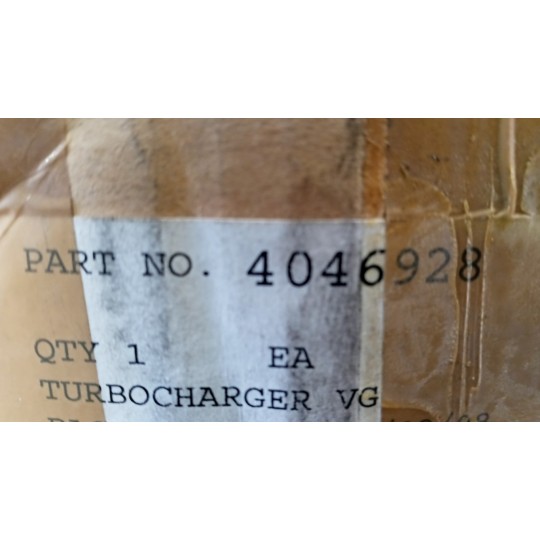 PART NO. 4046928
QTY 1 EA
TURBOCHARGER VG